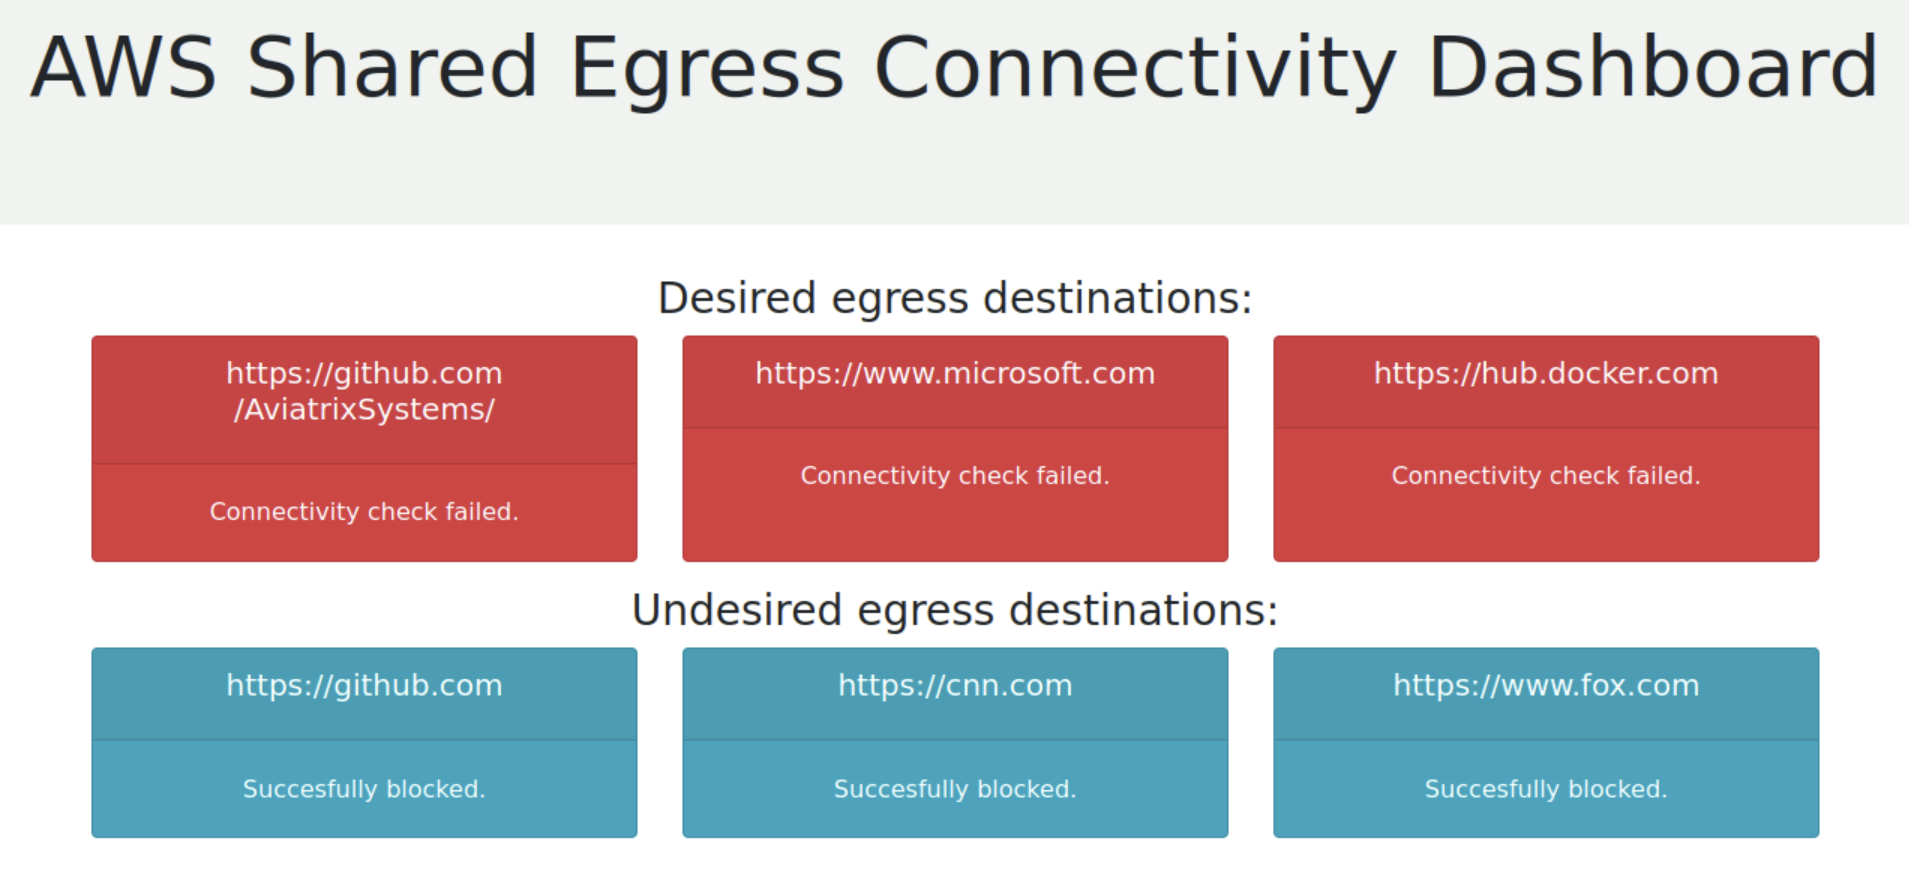 AWS Shared Egress Connectivity Dashboard
Desired egress destinations:
https://github.com
/AviatrixSystems/
Connectivity check failed.
https://www.microsoft.com
Connectivity check failed.
https://hub.docker.com
Connectivity check failed.
Undesired egress destinations:
https://github.com
Succesfully blocked.
https://cnn.com
Succesfully blocked.
https://www.fox.com
Succesfully blocked.